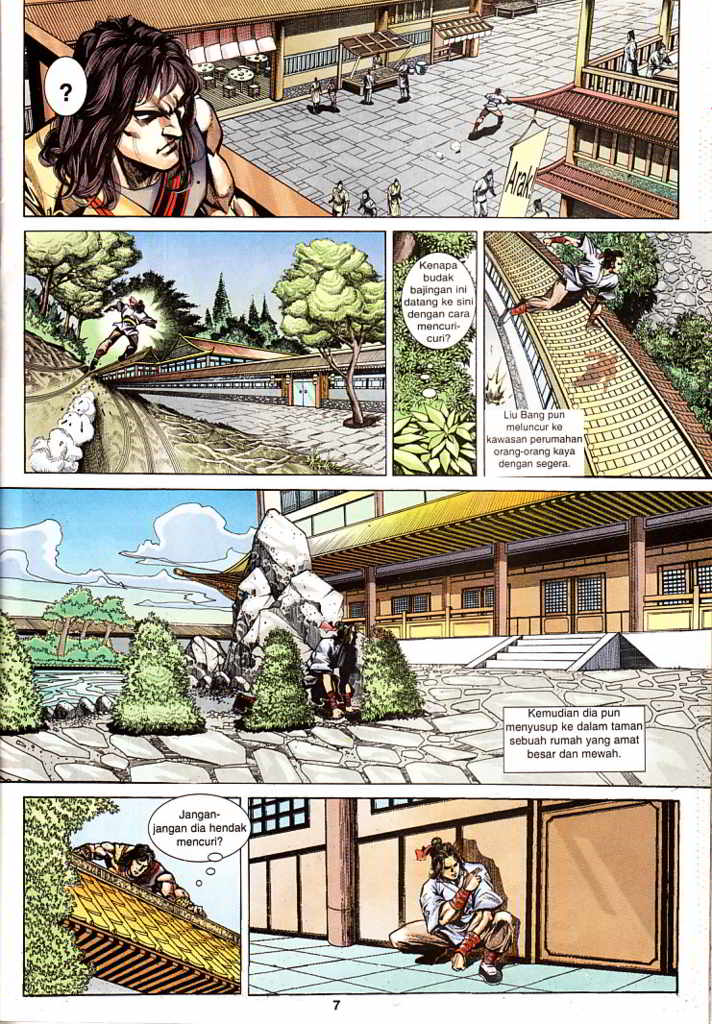 ?
Arak
Kenapa
budak
bajingan ini
datang ke sini
dengan cara
mencuri-
curi?
Liu Bang pun
meluncur ke
kawasan perumahan
orang-orang kaya
dengan segera.
Kemudian dia pun
menyusup ke dalam taman
sebuah rumah yang amat
besar dan mewah.
Jangan-
jangan dia hendak
mencuri?
7